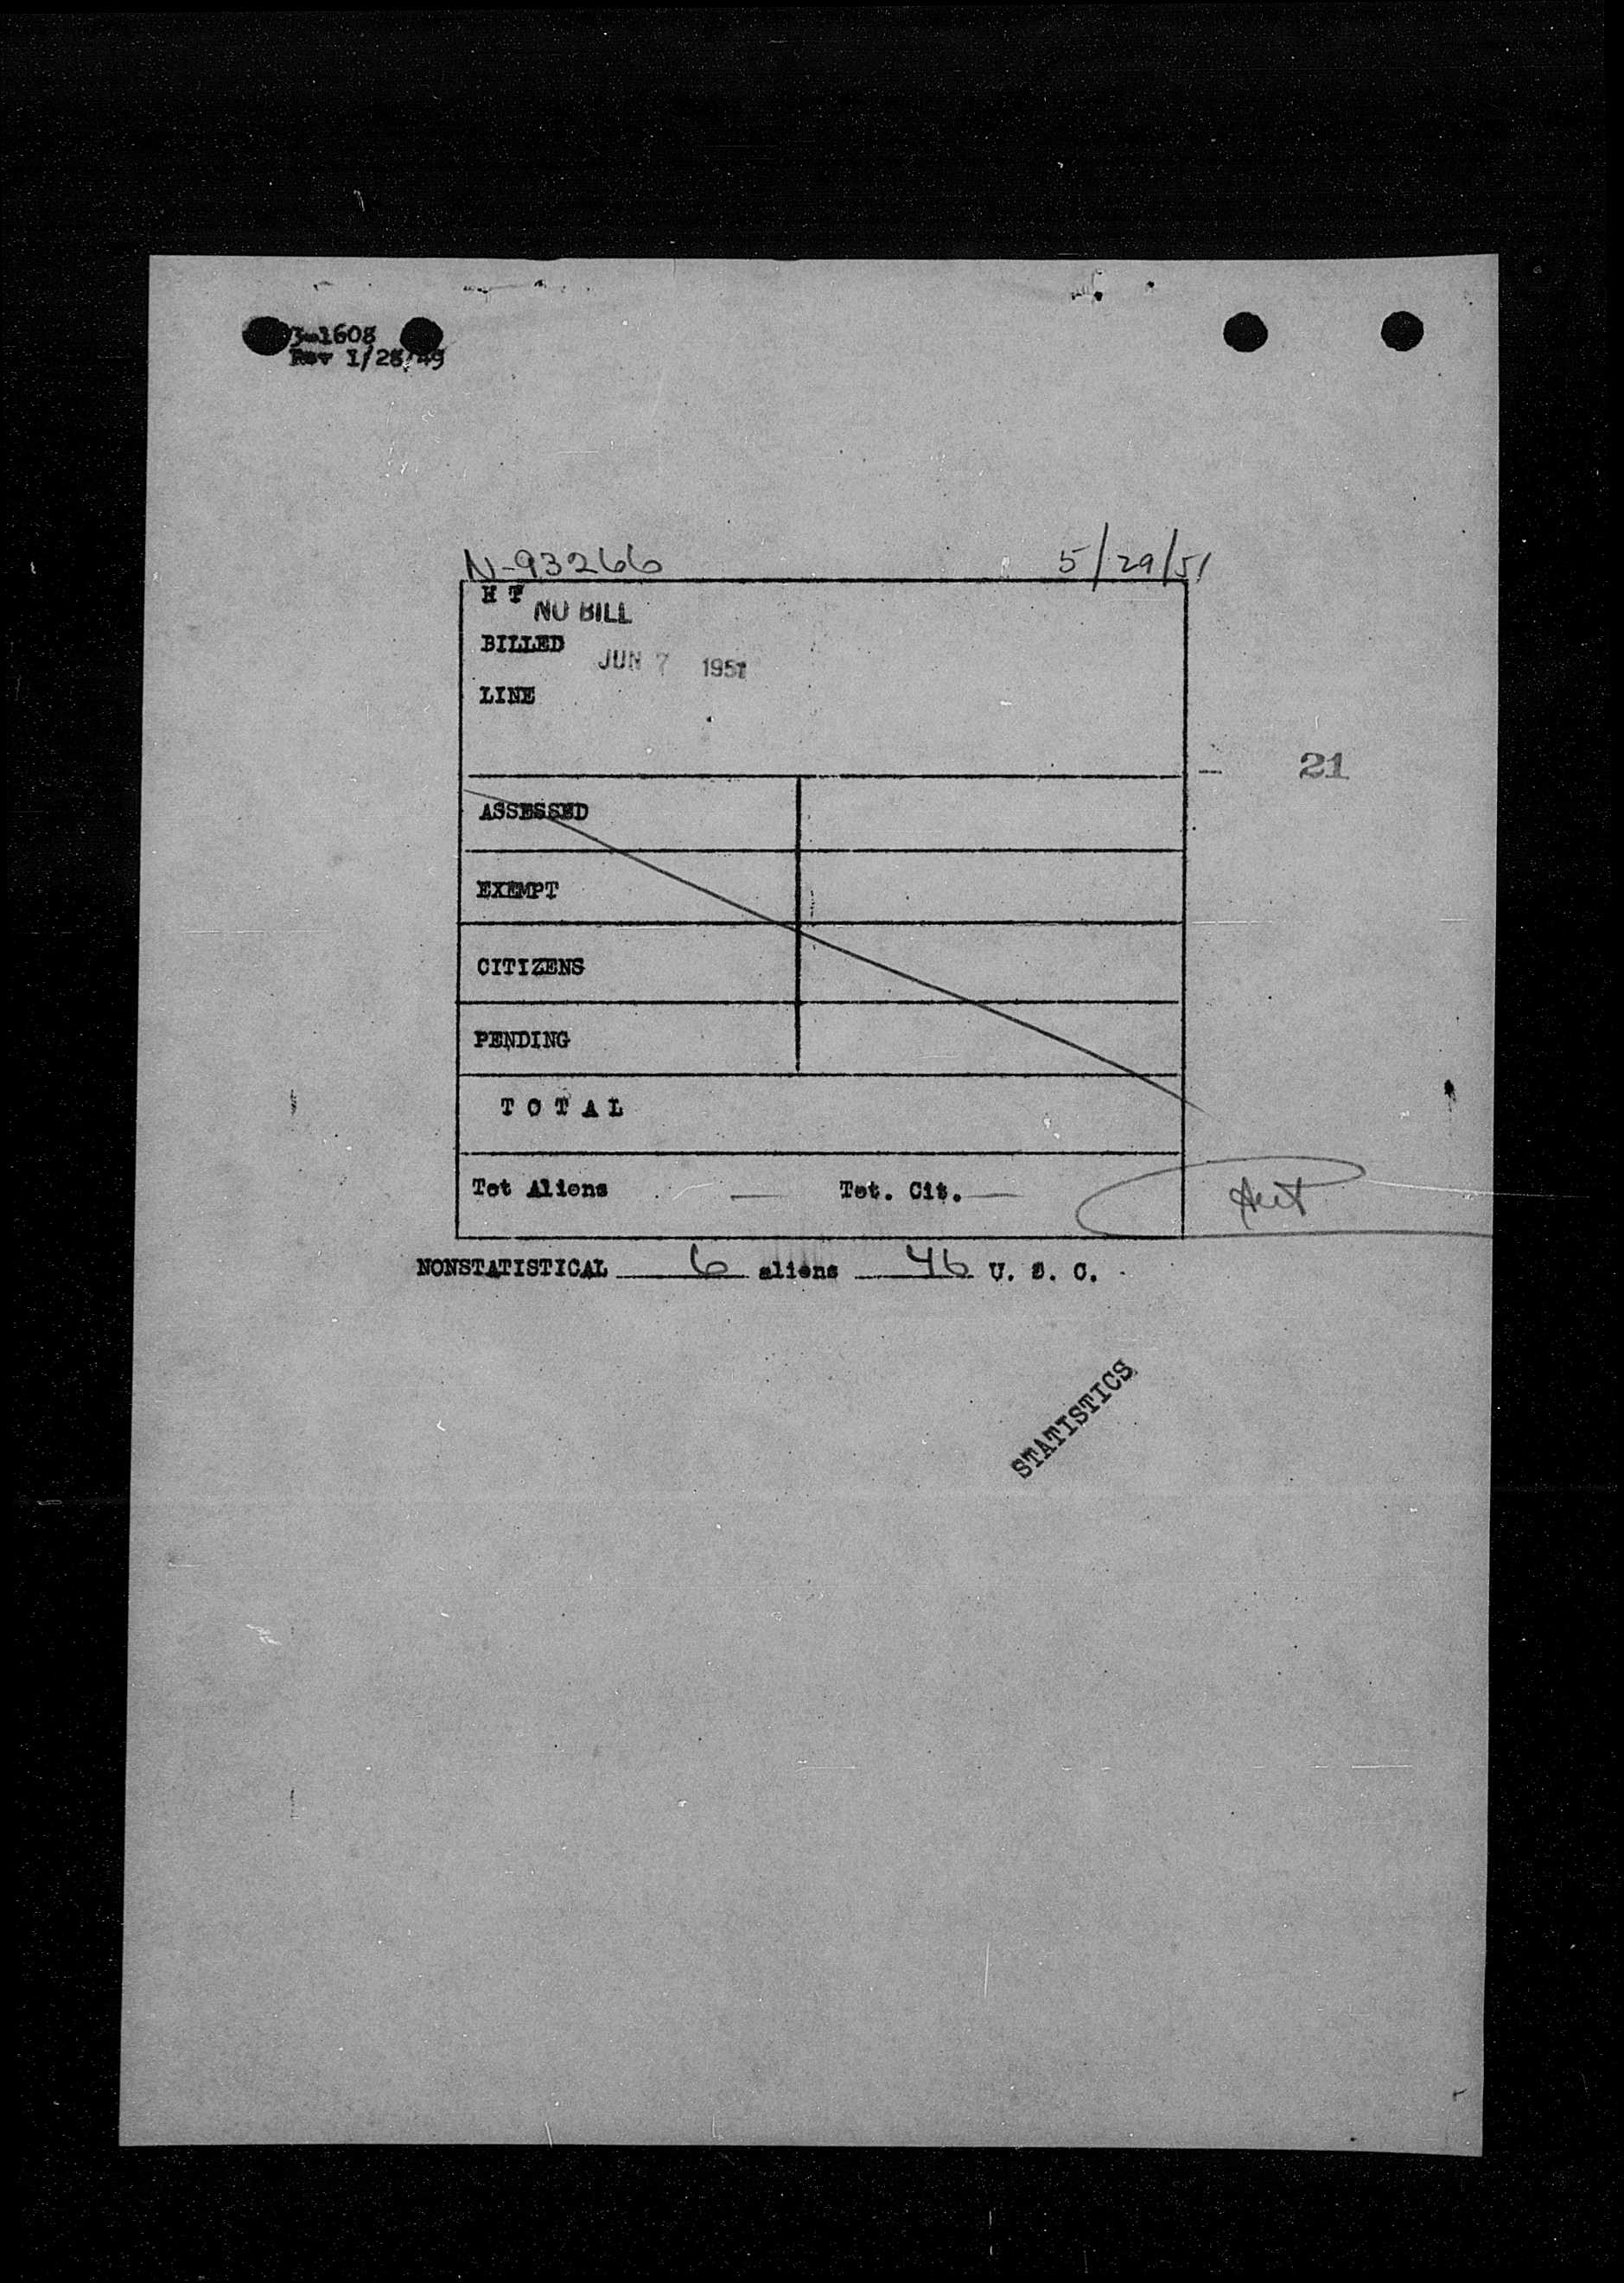 3-1608
Rev 1/28/49
N-93266 5/29/51
H T NO BILL
BILLED JUN 7 1951
LINE
— 21
ASSESSED
EXEMPT
CITIZENS
PENDING
T O T A L
Tot Aliens — Tot. Cit. —
NONSTATISTICAL 6 aliens 46 U. S. C.
STATISTICS